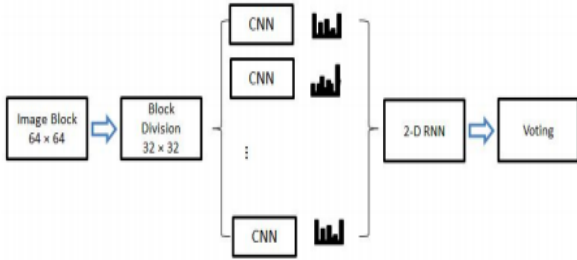 CNN
CNN
Image Block
64 × 64
Block
Division
32 × 32
⋮
CNN
2-D RNN
Voting